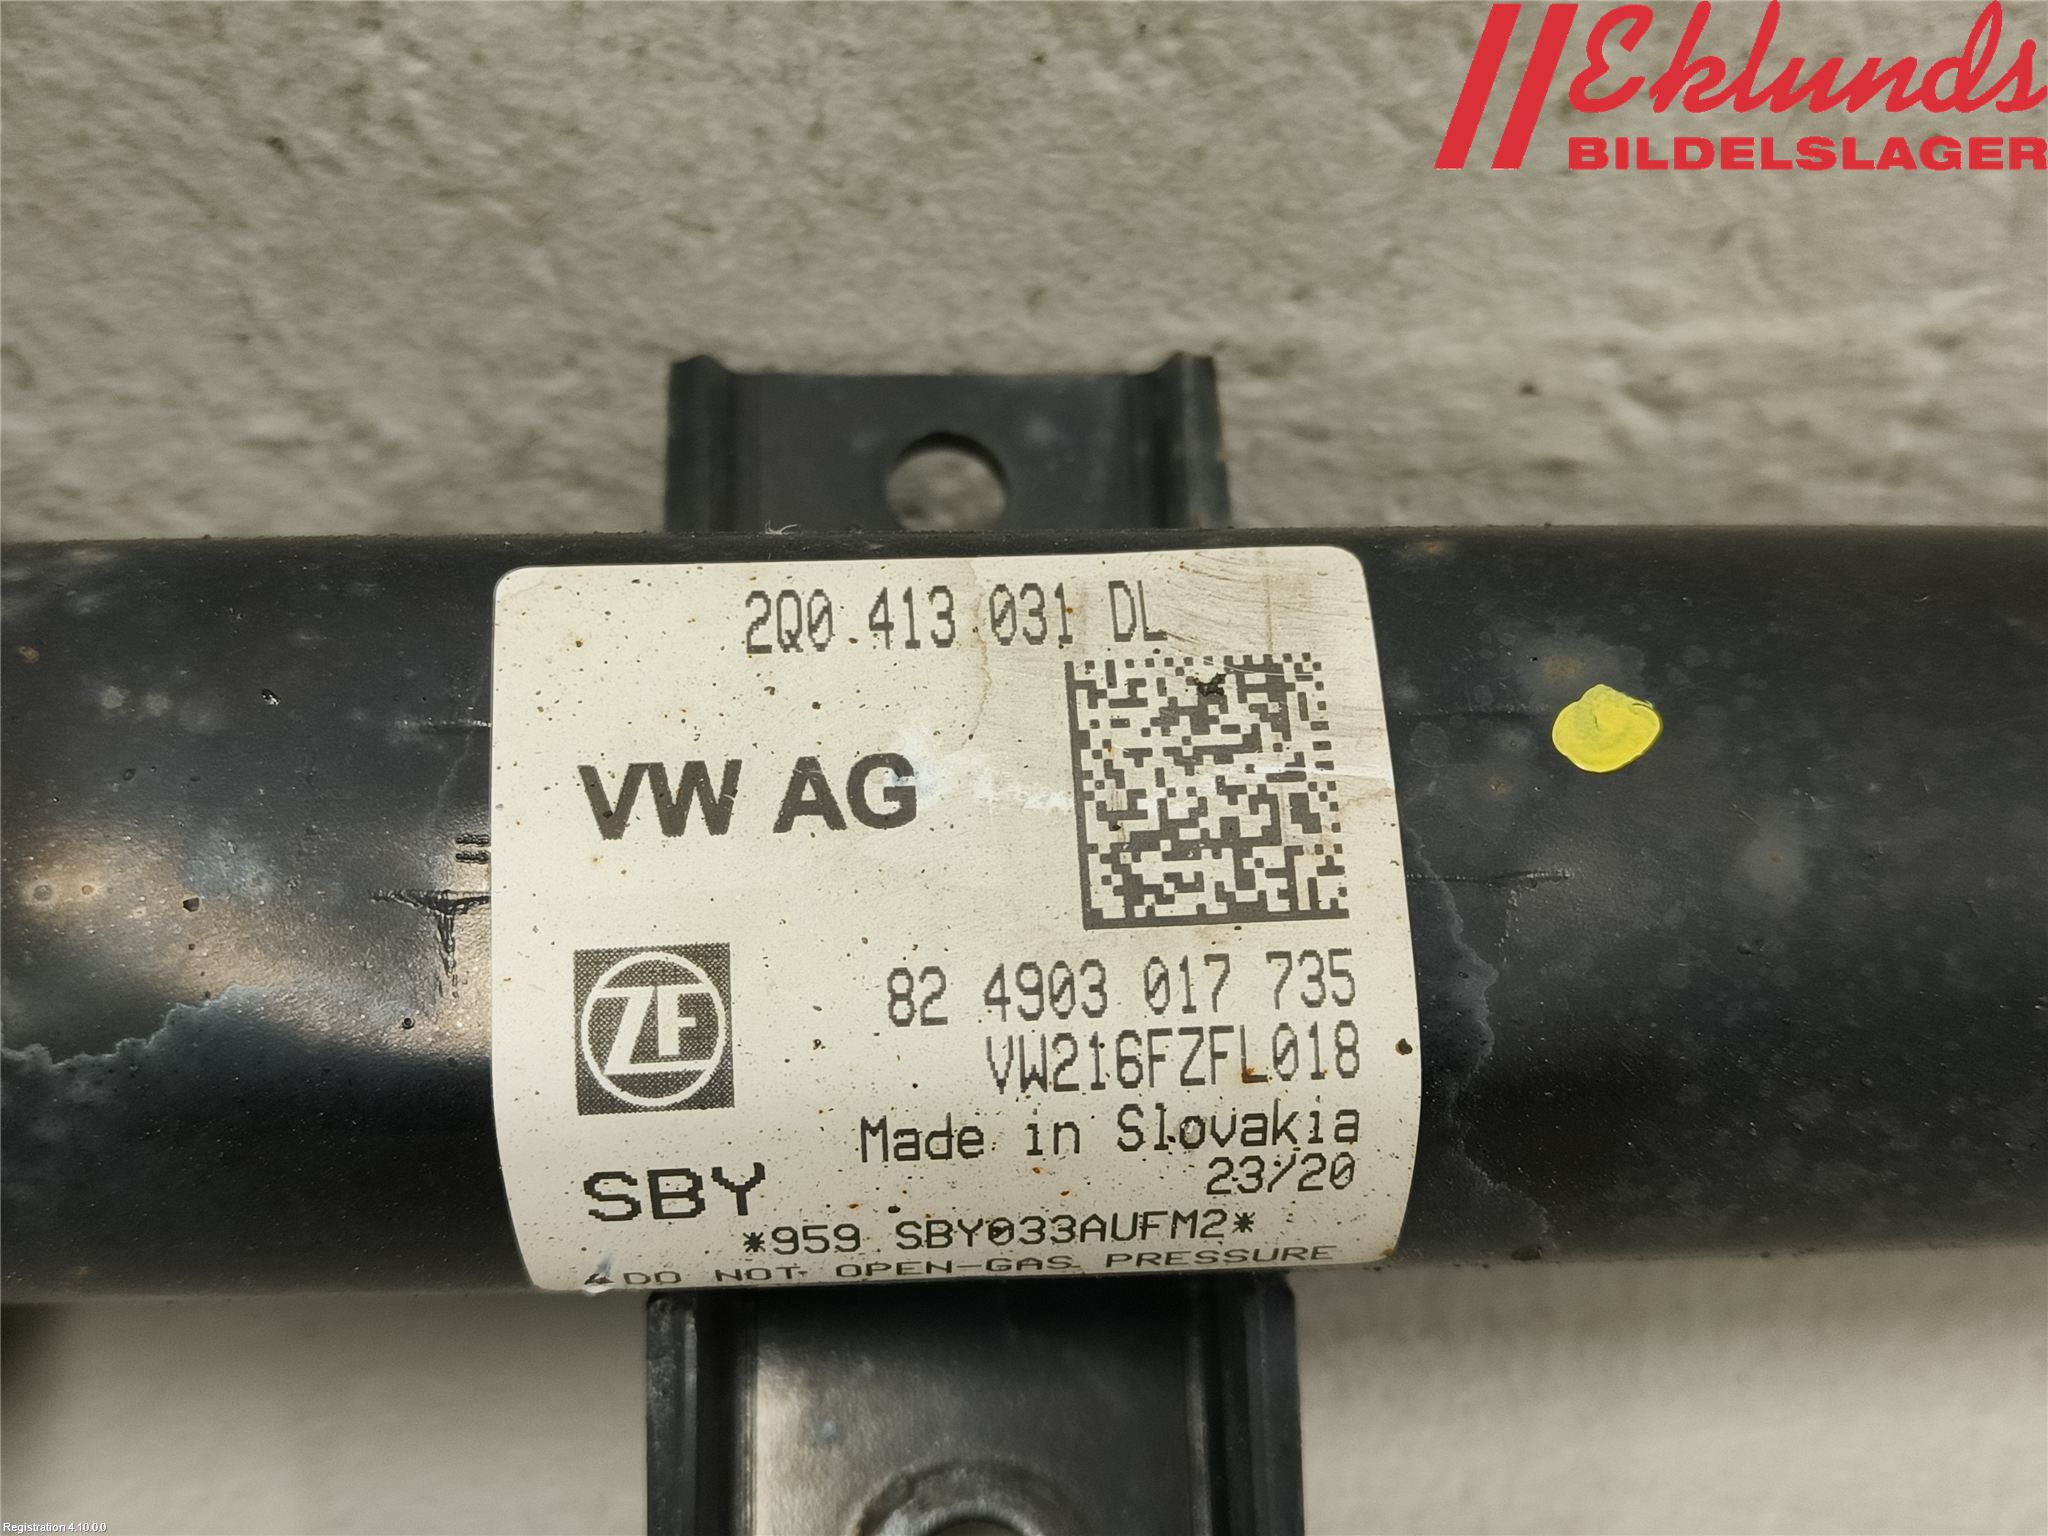 Eklunds
BILDELSLAGER
2Q0 413 031 DL
VW AG
82 4903 017 735
VW216FZFL018
ZF
Made in Slovakia
23/20
SBY
*959 SBY033AUFM2*
DO NOT OPEN-GAS PRESSURE
Registration 4.10.0.0